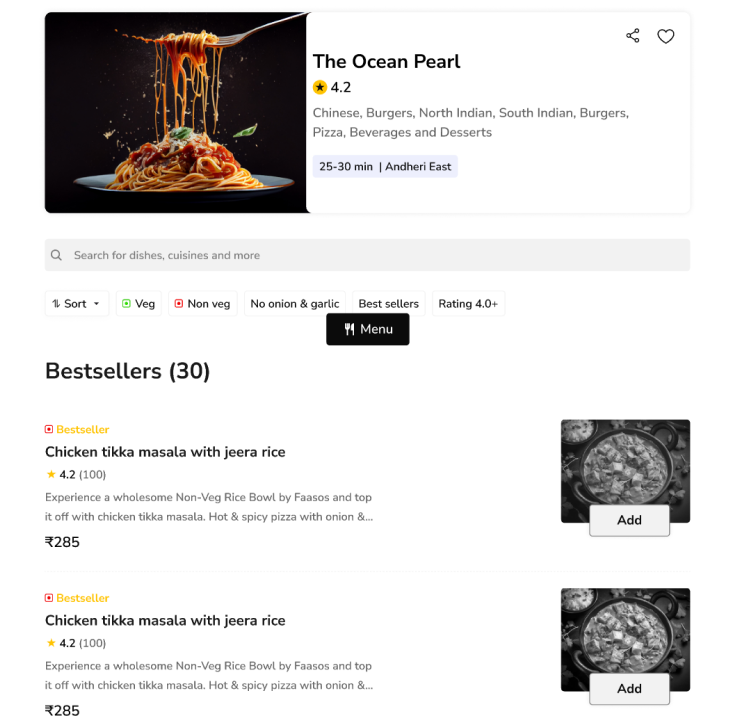 The Ocean Pearl
4.2
Chinese, Burgers, North Indian, South Indian, Burgers,
Pizza, Beverages and Desserts
25-30 min | Andheri East
Search for dishes, cuisines and more
Sort Veg Non veg No onion & garlic Best sellers Rating 4.0+
Menu
Bestsellers (30)
Bestseller
Chicken tikka masala with jeera rice
4.2 (100)
Experience a wholesome Non-Veg Rice Bowl by Faasos and top
it off with chicken tikka masala. Hot & spicy pizza with onion &...
Add
₹285
Bestseller
Chicken tikka masala with jeera rice
4.2 (100)
Experience a wholesome Non-Veg Rice Bowl by Faasos and top
it off with chicken tikka masala. Hot & spicy pizza with onion &...
Add
₹285